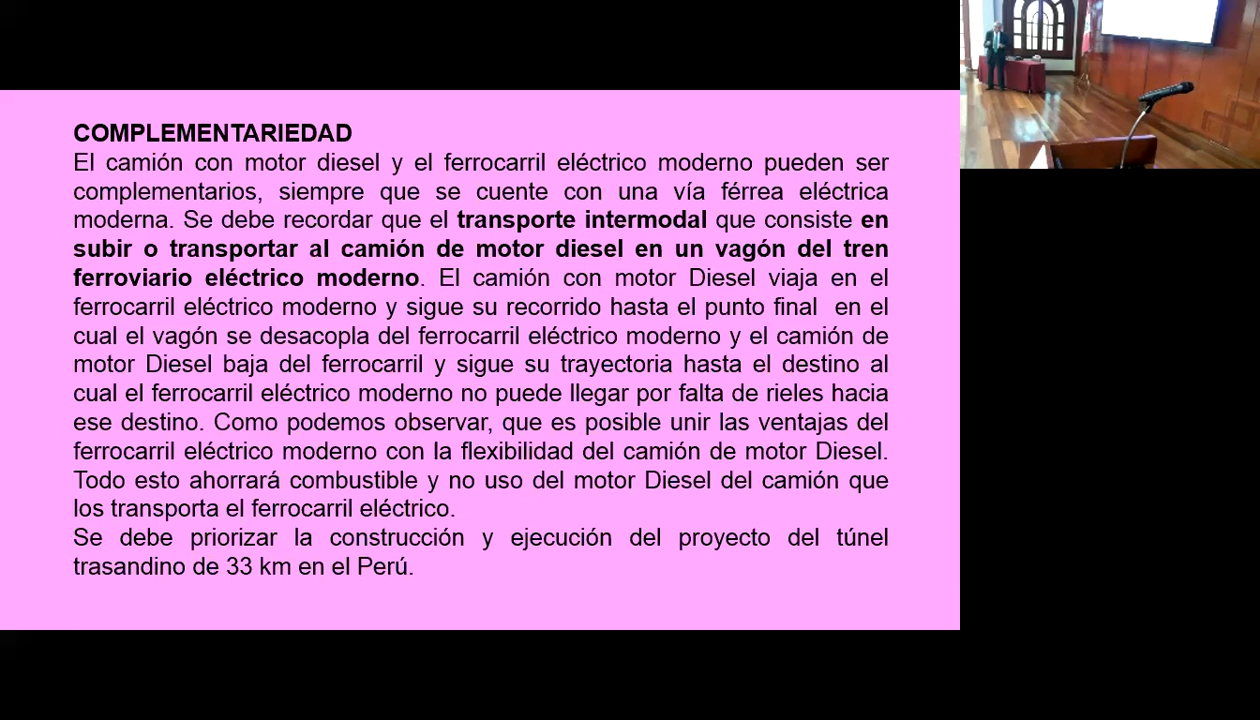 COMPLEMENTARIEDAD
El camión con motor diesel y el ferrocarril eléctrico moderno pueden ser
complementarios, siempre que se cuente con una vía férrea eléctrica
moderna. Se debe recordar que el transporte intermodal que consiste en
subir o transportar al camión de motor diesel en un vagón del tren
ferroviario eléctrico moderno. El camión con motor Diesel viaja en el
ferrocarril eléctrico moderno y sigue su recorrido hasta el punto final en el
cual el vagón se desacopla del ferrocarril eléctrico moderno y el camión de
motor Diesel baja del ferrocarril y sigue su trayectoria hasta el destino al
cual el ferrocarril eléctrico moderno no puede llegar por falta de rieles hacia
ese destino. Como podemos observar, que es posible unir las ventajas del
ferrocarril eléctrico moderno con la flexibilidad del camión de motor Diesel.
Todo esto ahorrará combustible y no uso del motor Diesel del camión que
los transporta el ferrocarril eléctrico.
Se debe priorizar la construcción y ejecución del proyecto del túnel
trasandino de 33 km en el Perú.